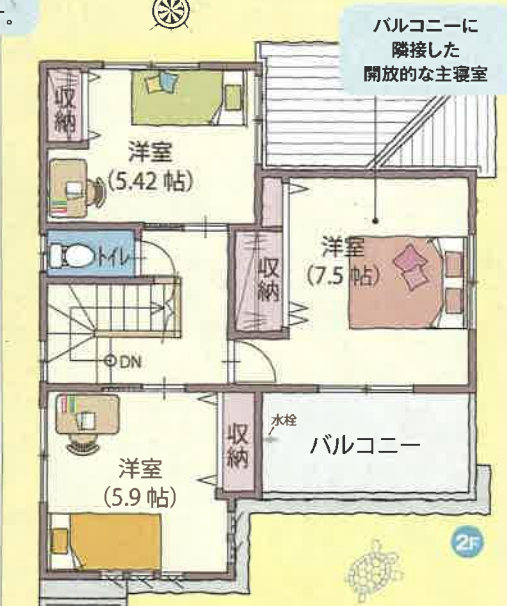 。
バルコニーに
隣接した
開放的な主寝室
収納
洋室
(5.42 帖)
トイレ
収納
洋室
(7.5 帖)
DN
収納
水栓
バルコニー
洋室
(5.9 帖)
2F